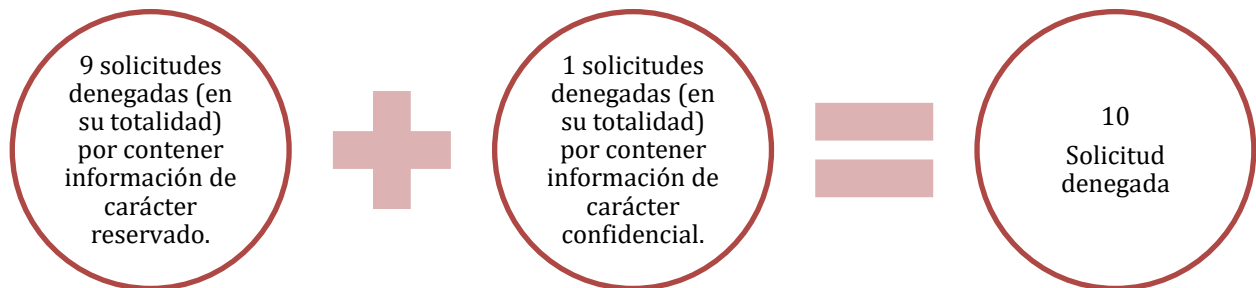 9 solicitudes
denegadas (en
su totalidad)
por contener
información de
carácter
reservado.
1 solicitudes
denegadas (en
su totalidad)
por contener
información de
carácter
confidencial.
10
Solicitud
denegada